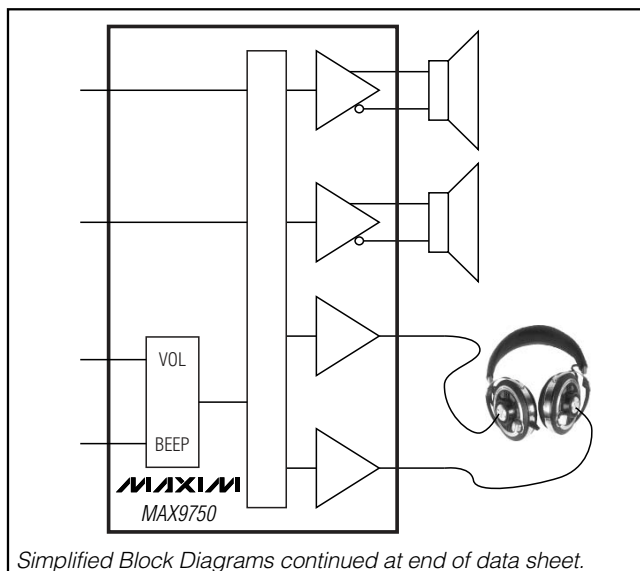 VOL
BEEP
MAXIM
MAX9750
Simplified Block Diagrams continued at end of data sheet.